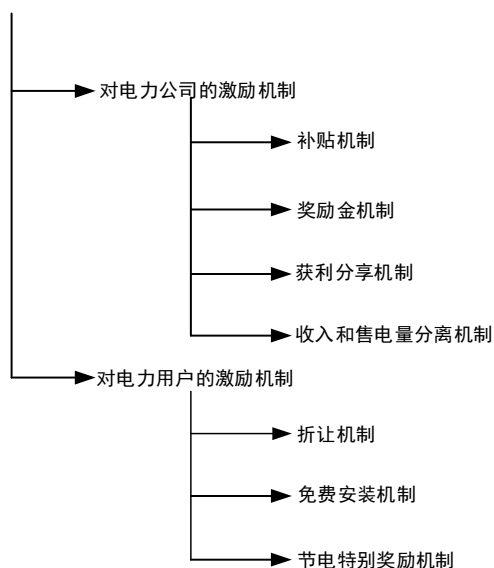 对电力公司的激励机制
补贴机制
奖励金机制
获利分享机制
收入和售电量分离机制
对电力用户的激励机制
折让机制
免费安装机制
节电特别奖励机制